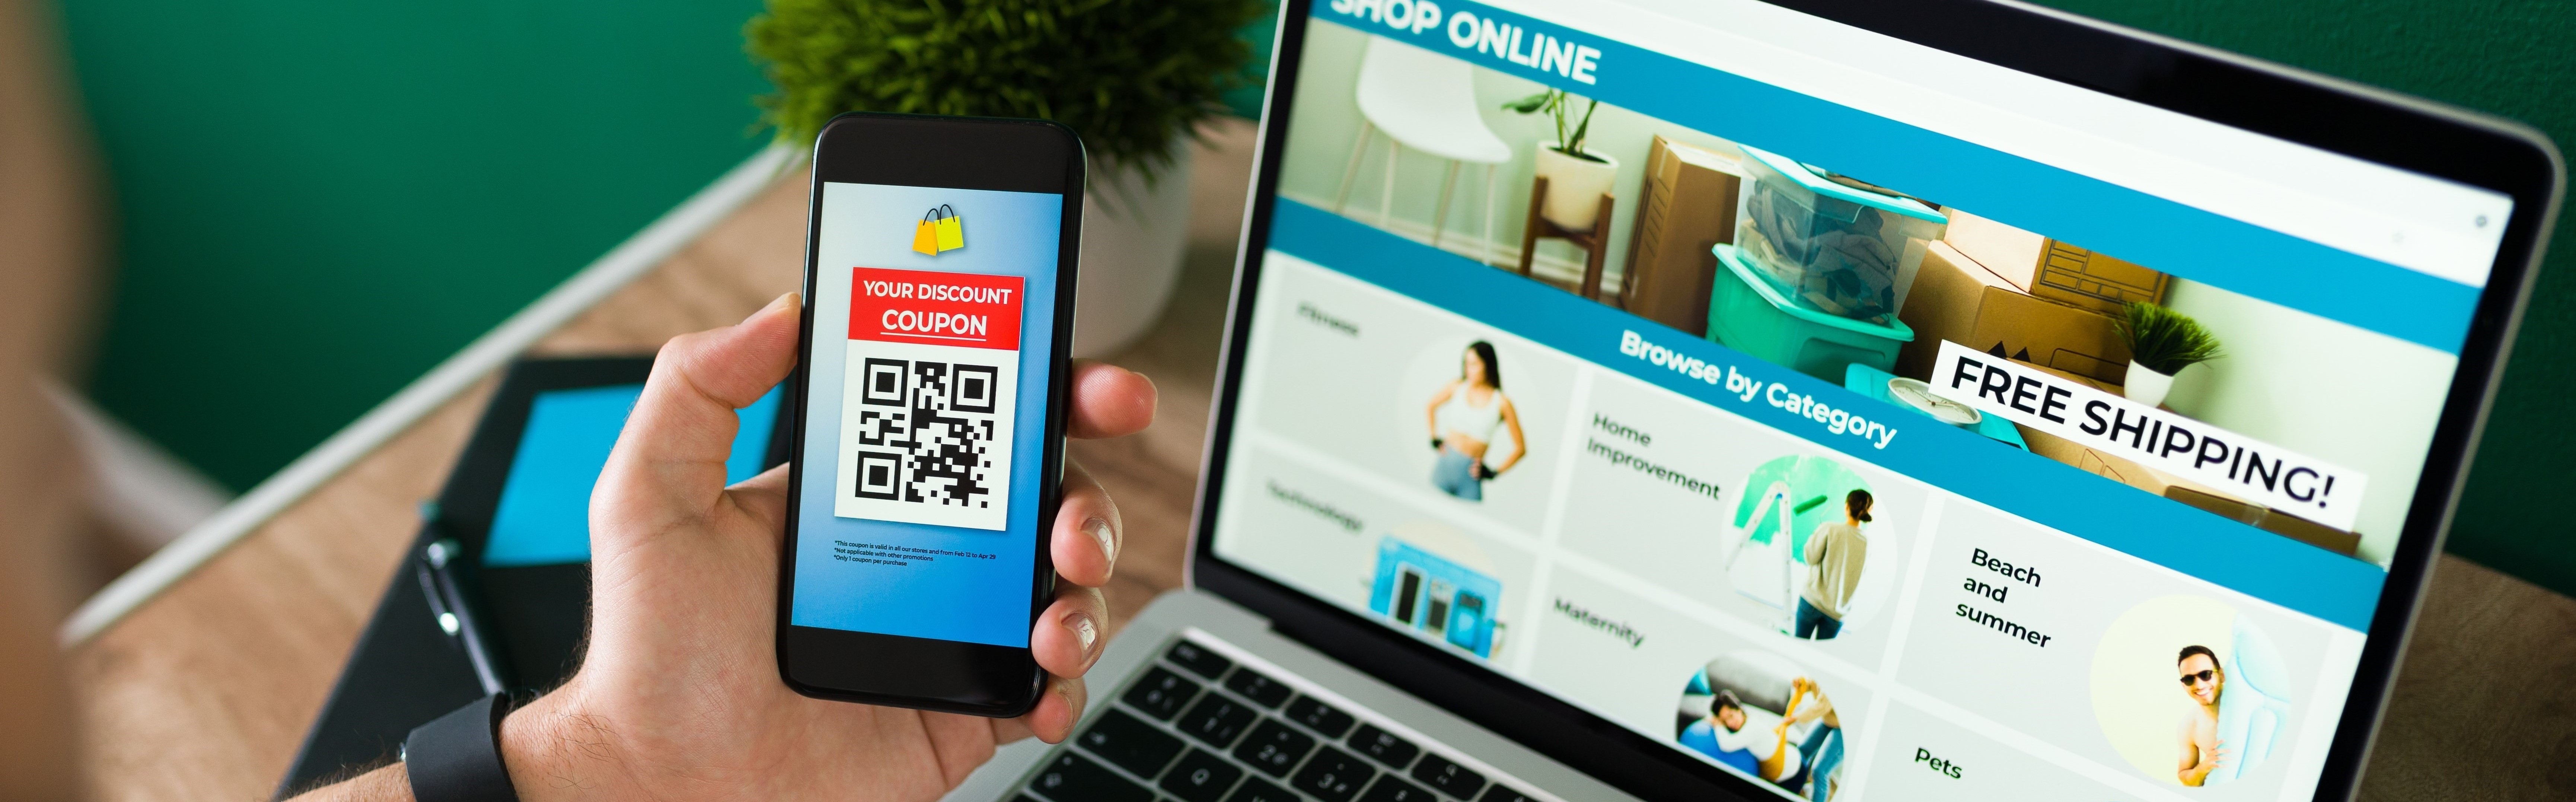 YOUR DISCOUNT
COUPON
*This coupon is valid in all our stores and from Feb 12 to Apr 29
*Not applicable with other promotions
*Only 1 coupon per purchase
SHOP ONLINE
FREE SHIPPING!
Browse by Category
Fitness
Home
Improvement
Beach
and
summer
Technology
Maternity
Pets